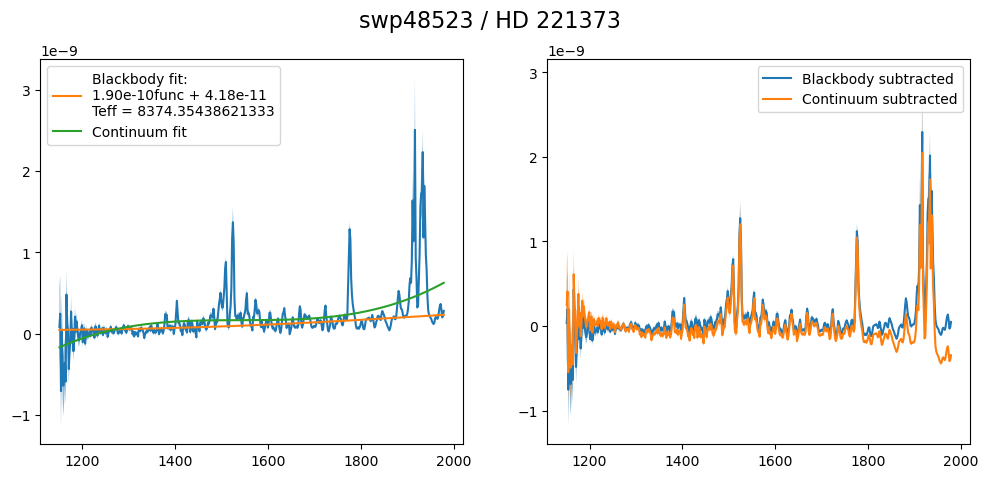 swp48523 / HD 221373
1e−9
Blackbody fit:
1.90e-10func + 4.18e-11
Teff = 8374.35438621333
Continuum fit
3
2
1
0
−1
1200 1400 1600 1800 2000
1e−9
Blackbody subtracted
Continuum subtracted
3
2
1
0
−1
1200 1400 1600 1800 2000